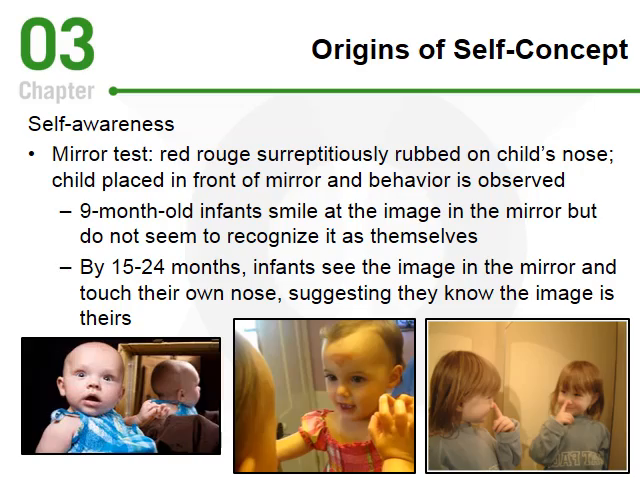 03
Chapter
Origins of Self-Concept
Self-awareness
• Mirror test: red rouge surreptitiously rubbed on child’s nose;
child placed in front of mirror and behavior is observed
– 9-month-old infants smile at the image in the mirror but
do not seem to recognize it as themselves
– By 15-24 months, infants see the image in the mirror and
touch their own nose, suggesting they know the image is
theirs